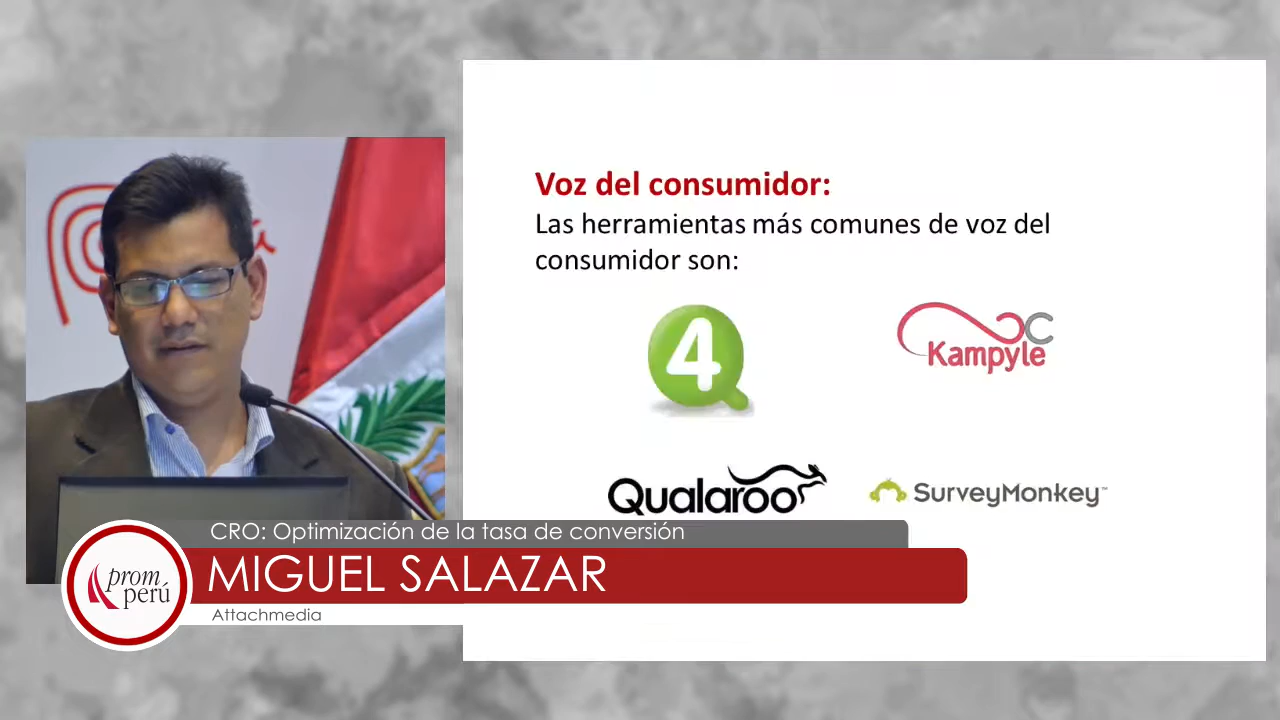 Voz del consumidor:
Las herramientas más comunes de voz del
consumidor son:
4
Kampyle
Qualaroo
SurveyMonkey™
CRO: Optimización de la tasa de conversión
MIGUEL SALAZAR
Attachmedia
prom
perú